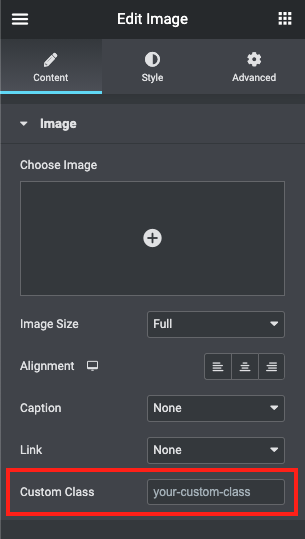 Edit Image
Content Style Advanced
Image
Choose Image
Image Size Full
Alignment
Caption None
Link None
Custom Class your-custom-class